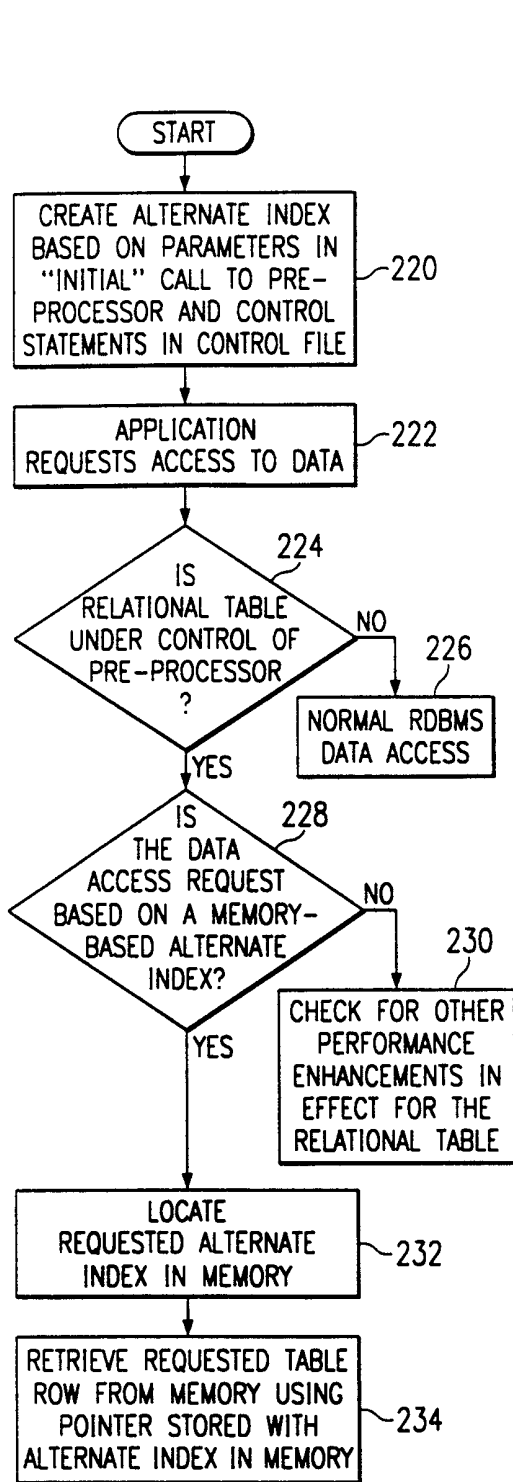 START
CREATE ALTERNATE INDEX
BASED ON PARAMETERS IN
"INITIAL" CALL TO PRE-
PROCESSOR AND CONTROL
STATEMENTS IN CONTROL FILE
220
APPLICATION
REQUESTS ACCESS TO DATA
222
224
IS
RELATIONAL TABLE
UNDER CONTROL OF
PRE-PROCESSOR
?
NO
226
NORMAL RDBMS
DATA ACCESS
YES
228
IS
THE DATA
ACCESS REQUEST
BASED ON A MEMORY-
BASED ALTERNATE
INDEX?
NO
230
CHECK FOR OTHER
PERFORMANCE
ENHANCEMENTS IN
EFFECT FOR THE
RELATIONAL TABLE
YES
LOCATE
REQUESTED ALTERNATE
INDEX IN MEMORY
232
RETRIEVE REQUESTED TABLE
ROW FROM MEMORY USING
POINTER STORED WITH
ALTERNATE INDEX IN MEMORY
234